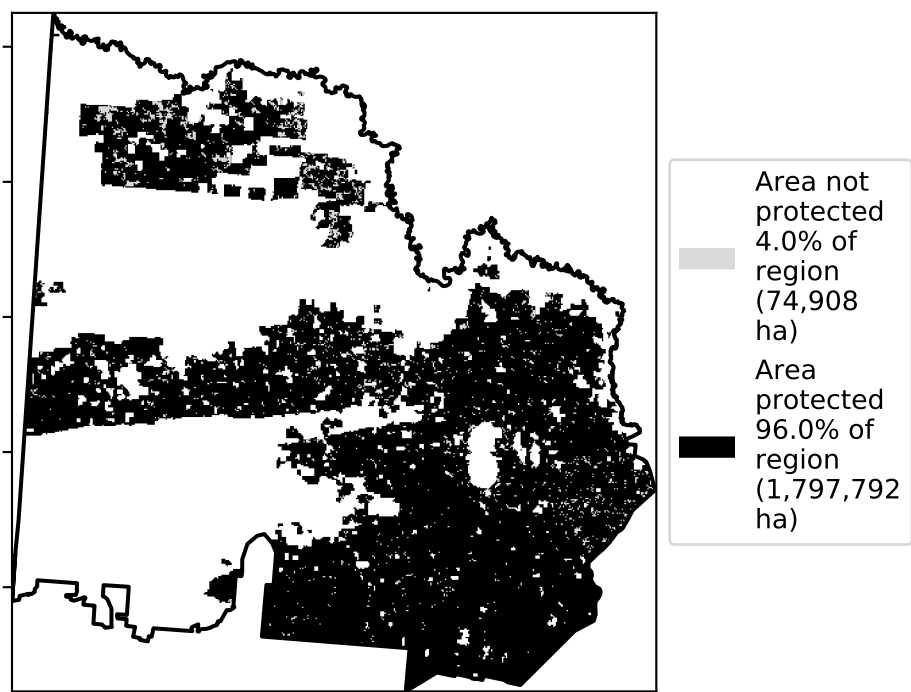 Area not
protected
4.0% of
region
(74,908
ha)
Area
protected
96.0% of
region
(1,797,792
ha)